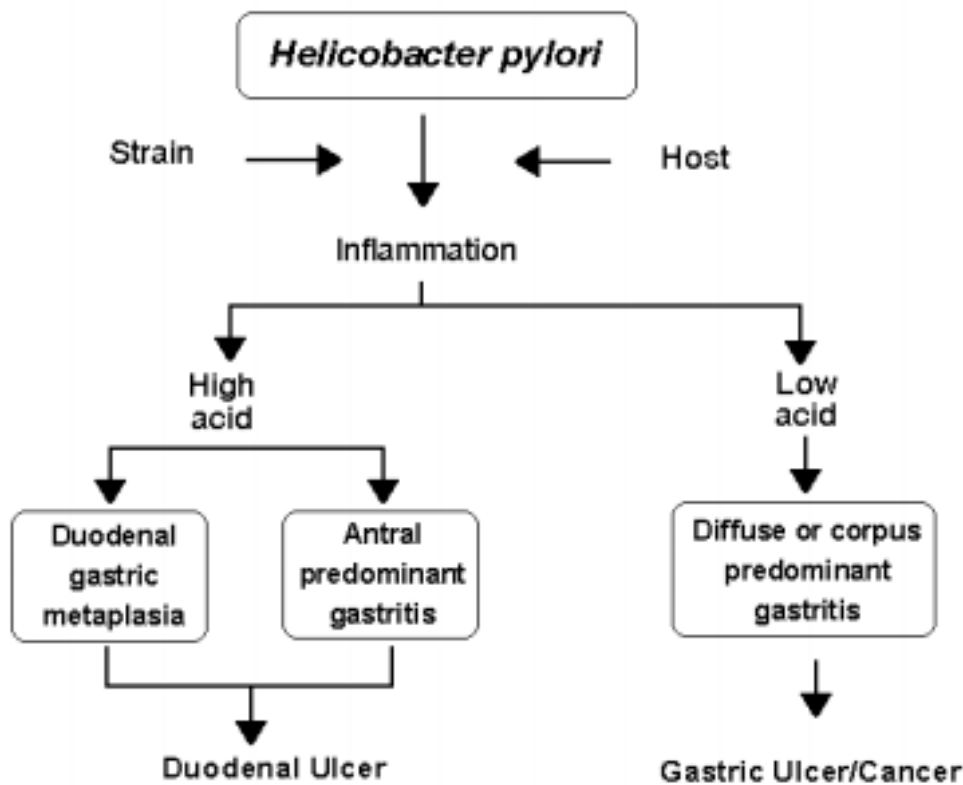 Helicobacter pylori
Strain
Host
Inflammation
High
acid
Low
acid
Duodenal
gastric
metaplasia
Antral
predominant
gastritis
Diffuse or corpus
predominant
gastritis
Duodenal Ulcer
Gastric Ulcer/Cancer